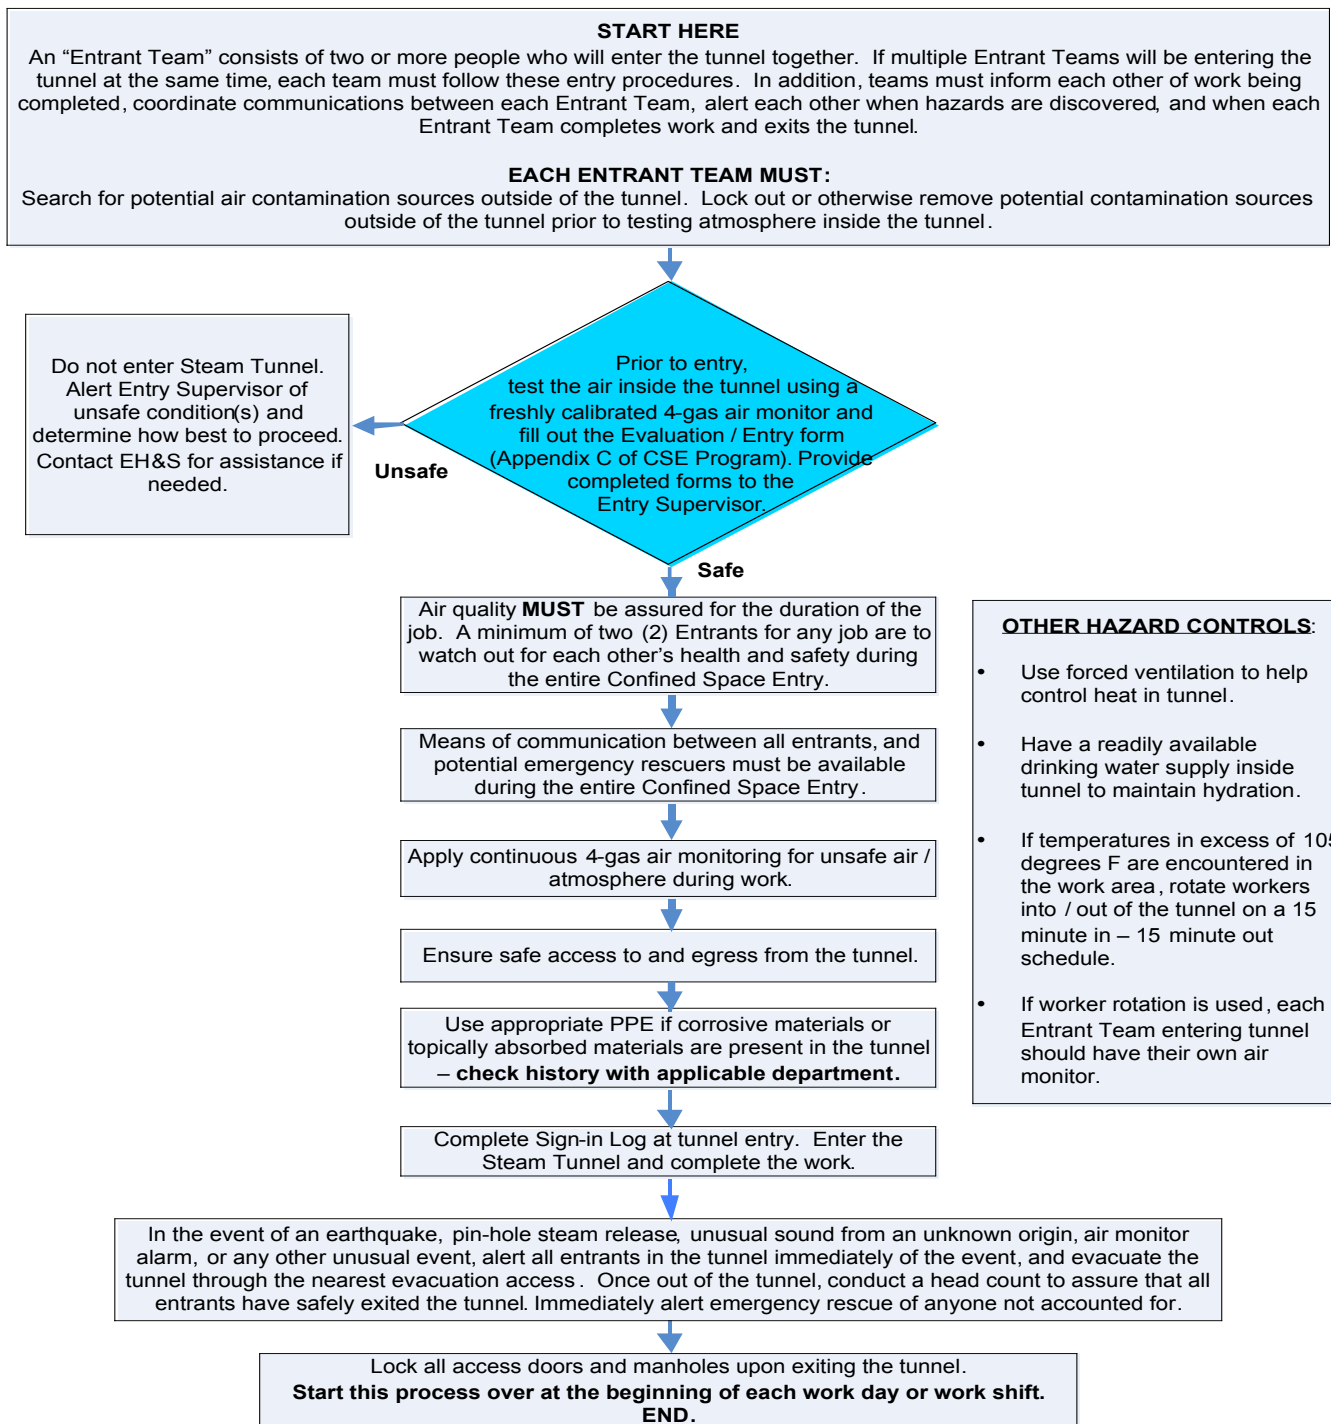 START HERE
An “Entrant Team” consists of two or more people who will enter the tunnel together. If multiple Entrant Teams will be entering the
tunnel at the same time, each team must follow these entry procedures. In addition, teams must inform each other of work being
completed, coordinate communications between each Entrant Team, alert each other when hazards are discovered, and when each
Entrant Team completes work and exits the tunnel.
EACH ENTRANT TEAM MUST:
Search for potential air contamination sources outside of the tunnel. Lock out or otherwise remove potential contamination sources
outside of the tunnel prior to testing atmosphere inside the tunnel.
Do not enter Steam Tunnel.
Alert Entry Supervisor of
unsafe condition(s) and
determine how best to proceed.
Contact EH&S for assistance if
needed.
Unsafe
Prior to entry,
test the air inside the tunnel using a
freshly calibrated 4-gas air monitor and
fill out the Evaluation / Entry form
(Appendix C of CSE Program). Provide
completed forms to the
Entry Supervisor.
Safe
Air quality MUST be assured for the duration of the
job. A minimum of two (2) Entrants for any job are to
watch out for each other’s health and safety during
the entire Confined Space Entry.
Means of communication between all entrants, and
potential emergency rescuers must be available
during the entire Confined Space Entry.
Apply continuous 4-gas air monitoring for unsafe air /
atmosphere during work.
Ensure safe access to and egress from the tunnel.
Use appropriate PPE if corrosive materials or
topically absorbed materials are present in the tunnel
– check history with applicable department.
Complete Sign-in Log at tunnel entry. Enter the
Steam Tunnel and complete the work.
OTHER HAZARD CONTROLS:
• Use forced ventilation to help
control heat in tunnel.
• Have a readily available
drinking water supply inside
tunnel to maintain hydration.
• If temperatures in excess of 105
degrees F are encountered in
the work area, rotate workers
into / out of the tunnel on a 15
minute in – 15 minute out
schedule.
• If worker rotation is used, each
Entrant Team entering tunnel
should have their own air
monitor.
In the event of an earthquake, pin-hole steam release, unusual sound from an unknown origin, air monitor
alarm, or any other unusual event, alert all entrants in the tunnel immediately of the event, and evacuate the
tunnel through the nearest evacuation access. Once out of the tunnel, conduct a head count to assure that all
entrants have safely exited the tunnel. Immediately alert emergency rescue of anyone not accounted for.
Lock all access doors and manholes upon exiting the tunnel.
Start this process over at the beginning of each work day or work shift.
END.